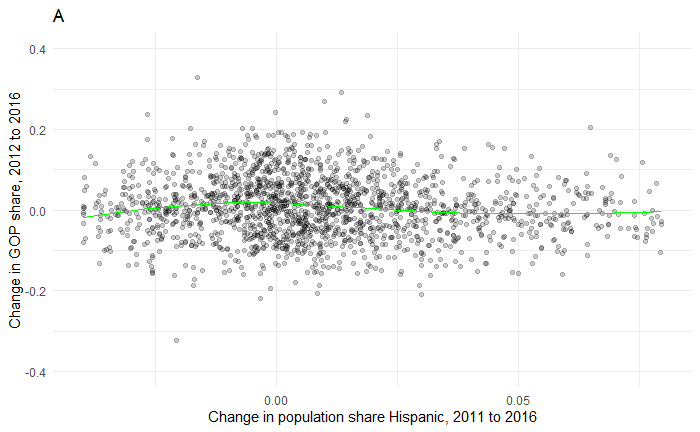 A
Change in GOP share, 2012 to 2016
0.4
0.2
0.0
-0.2
-0.4
0.00 0.05
Change in population share Hispanic, 2011 to 2016